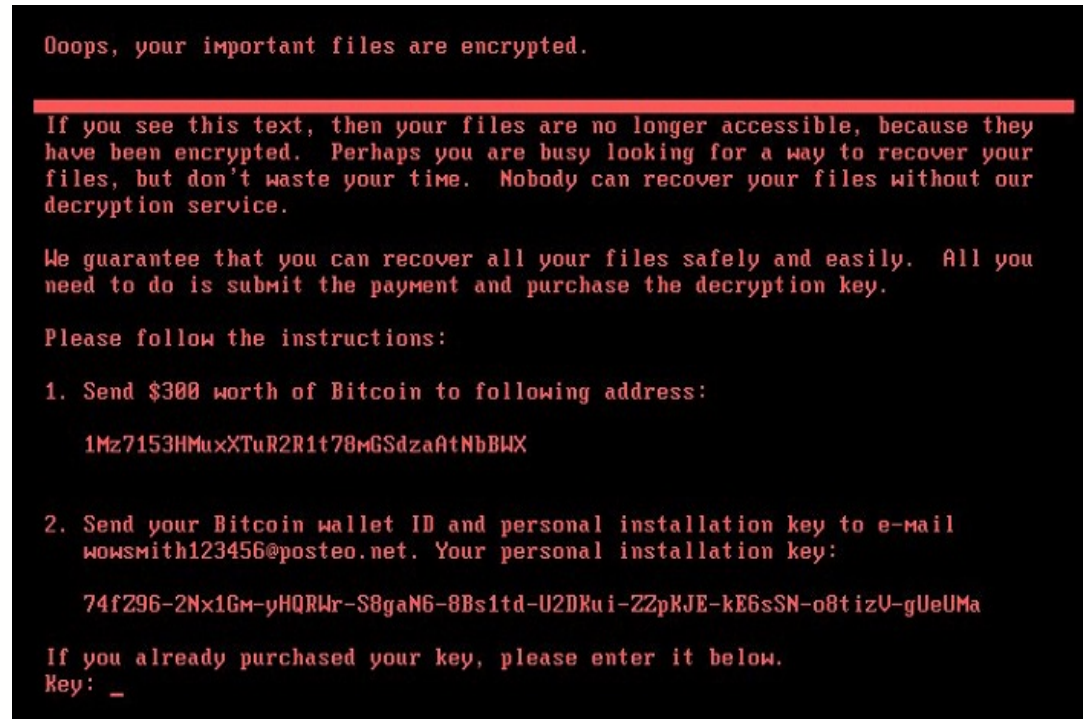 Ooops, your important files are encrypted.
If you see this text, then your files are no longer accessible, because they
have been encrypted.  Perhaps you are busy looking for a way to recover your
files, but don't waste your time.  Nobody can recover your files without our
decryption service.
We guarantee that you can recover all your files safely and easily.  All you
need to do is submit the payment and purchase the decryption key.
Please follow the instructions:
1. Send $300 worth of Bitcoin to following address:
1Mz7153HMuxXTuR2R1t78mGSdzaAtNbBWX
2. Send your Bitcoin wallet ID and personal installation key to e-mail
wowsmith123456@posteo.net. Your personal installation key:
74fZ96-2Nx1Gm-yHQRWr-S8gaN6-8Bs1td-U2DKui-ZZpKJE-kE6sSN-o8tizV-gUeUMa
If you already purchased your key, please enter it below.
Key: _